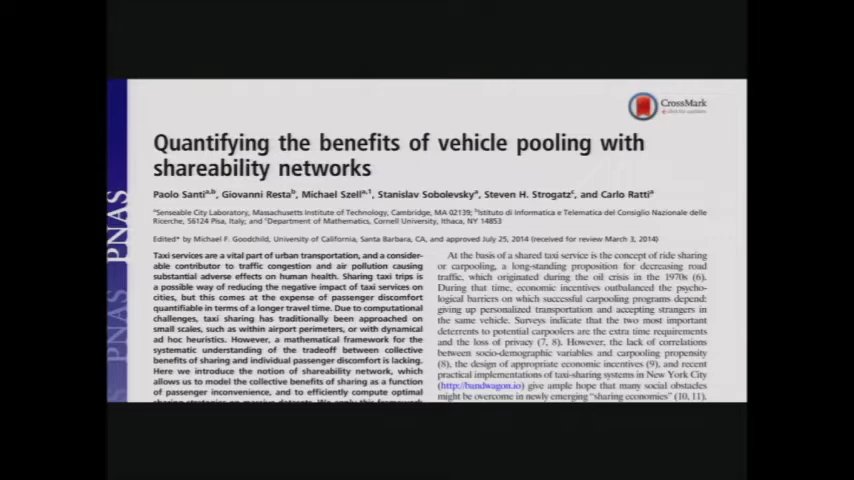 CrossMark
Quantifying the benefits of vehicle pooling with
shareability networks
Paolo Santia,b, Giovanni Restab, Michael Szella,1, Stanislav Sobolevskya, Steven H. Strogatzc, and Carlo Rattia
aSenseable City Laboratory, Massachusetts Institute of Technology, Cambridge, MA 02139; bIstituto di Informatica e Telematica del Consiglio Nazionale delle
Ricerche, 56124 Pisa, Italy; and cDepartment of Mathematics, Cornell University, Ithaca, NY 14853
Edited* by Michael F. Goodchild, University of California, Santa Barbara, CA, and approved July 25, 2014 (received for review March 3, 2014)
PNAS
PNAS
Taxi services are a vital part of urban transportation, and a consider-
able contributor to traffic congestion and air pollution causing
substantial adverse effects on human health. Sharing taxi trips is
a possible way of reducing the negative impact of taxi services on
cities, but this comes at the expense of passenger discomfort
quantifiable in terms of a longer travel time. Due to computational
challenges, taxi sharing has traditionally been approached on
small scales, such as within airport perimeters, or with dynamical
ad hoc heuristics. However, a mathematical framework for the
systematic understanding of the tradeoff between collective
benefits of sharing and individual passenger discomfort is lacking.
Here we introduce the notion of shareability network, which
allows us to model the collective benefits of sharing as a function
of passenger inconvenience, and to efficiently compute optimal
At the basis of a shared taxi service is the concept of ride sharing
or carpooling, a long-standing proposition for decreasing road
traffic, which originated during the oil crisis in the 1970s (6).
During that time, economic incentives outbalanced the psycho-
logical barriers on which successful carpooling programs depend:
giving up personalized transportation and accepting strangers in
the same vehicle. Surveys indicate that the two most important
deterrents to potential carpoolers are the extra time requirements
and the loss of privacy (7, 8). However, the lack of correlations
between socio-demographic variables and carpooling propensity
(8), the design of appropriate economic incentives (9), and recent
practical implementations of taxi-sharing systems in New York City
(http://bandwagon.io) give ample hope that many social obstacles
might be overcome in newly emerging “sharing economies” (10, 11).